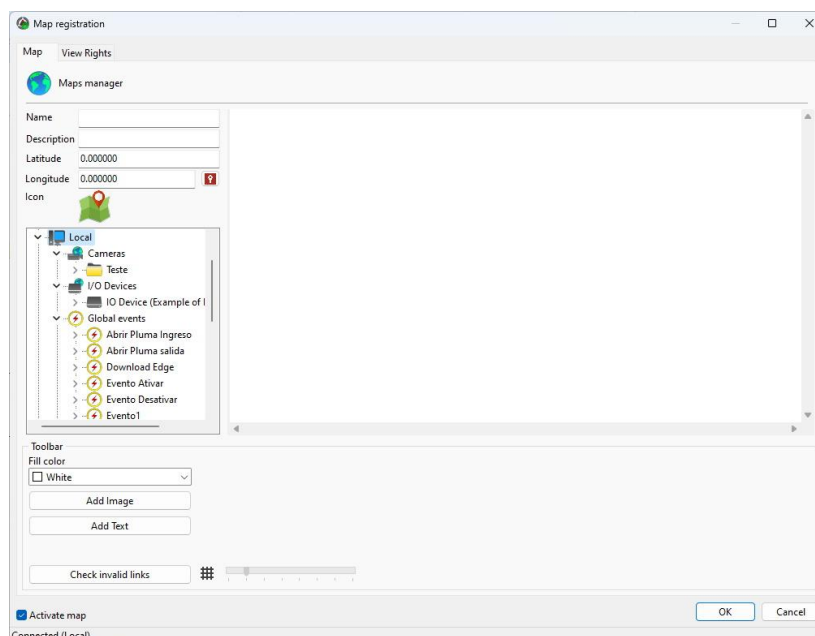 Map registration
Map View Rights
Maps manager
Name
Description
Latitude 0.000000
Longitude 0.000000
Icon
Local
Cameras
Teste
I/O Devices
IO Device (Example of
Global events
Abrir Pluma Ingreso
Abrir Pluma salida
Download Edge
Evento Ativar
Evento Desativar
Evento1
Toolbar
Fill color
White
Add Image
Add Text
Check invalid links
Activate map
OK Cancel
Connected (Local)